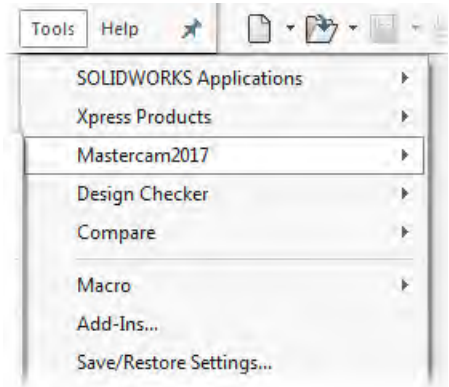 Tools Help
SOLIDWORKS Applications
Xpress Products
Mastercam2017
Design Checker
Compare
Macro
Add-Ins...
Save/Restore Settings...